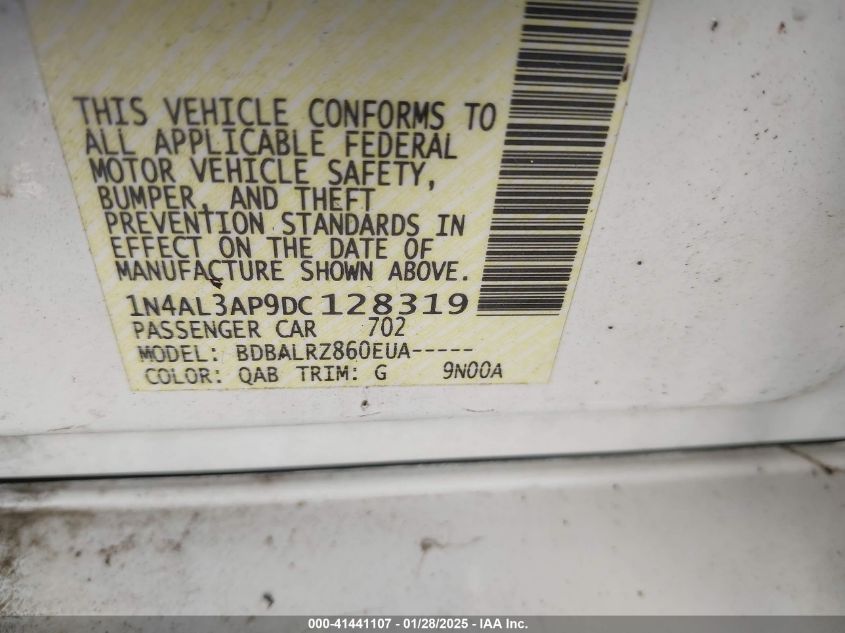 THIS VEHICLE CONFORMS TO
ALL APPLICABLE FEDERAL
MOTOR VEHICLE SAFETY,
BUMPER, AND THEFT
PREVENTION STANDARDS IN
EFFECT ON THE DATE OF
MANUFACTURE SHOWN ABOVE.
1N4AL3AP9DC128319
PASSENGER CAR 702
MODEL: BDBALRZ860EUA-----
COLOR: QAB TRIM: G 9N00A
000-41441107 - 01/28/2025 - IAA Inc.